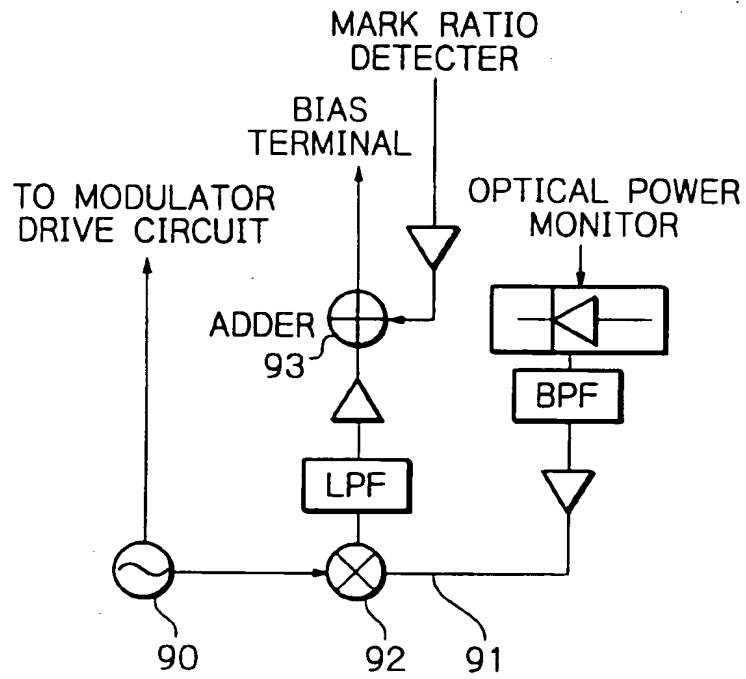 MARK RATIO
DETECTER
BIAS
TERMINAL
TO MODULATOR
DRIVE CIRCUIT
OPTICAL POWER
MONITOR
ADDER
93
BPF
LPF
90
92
91